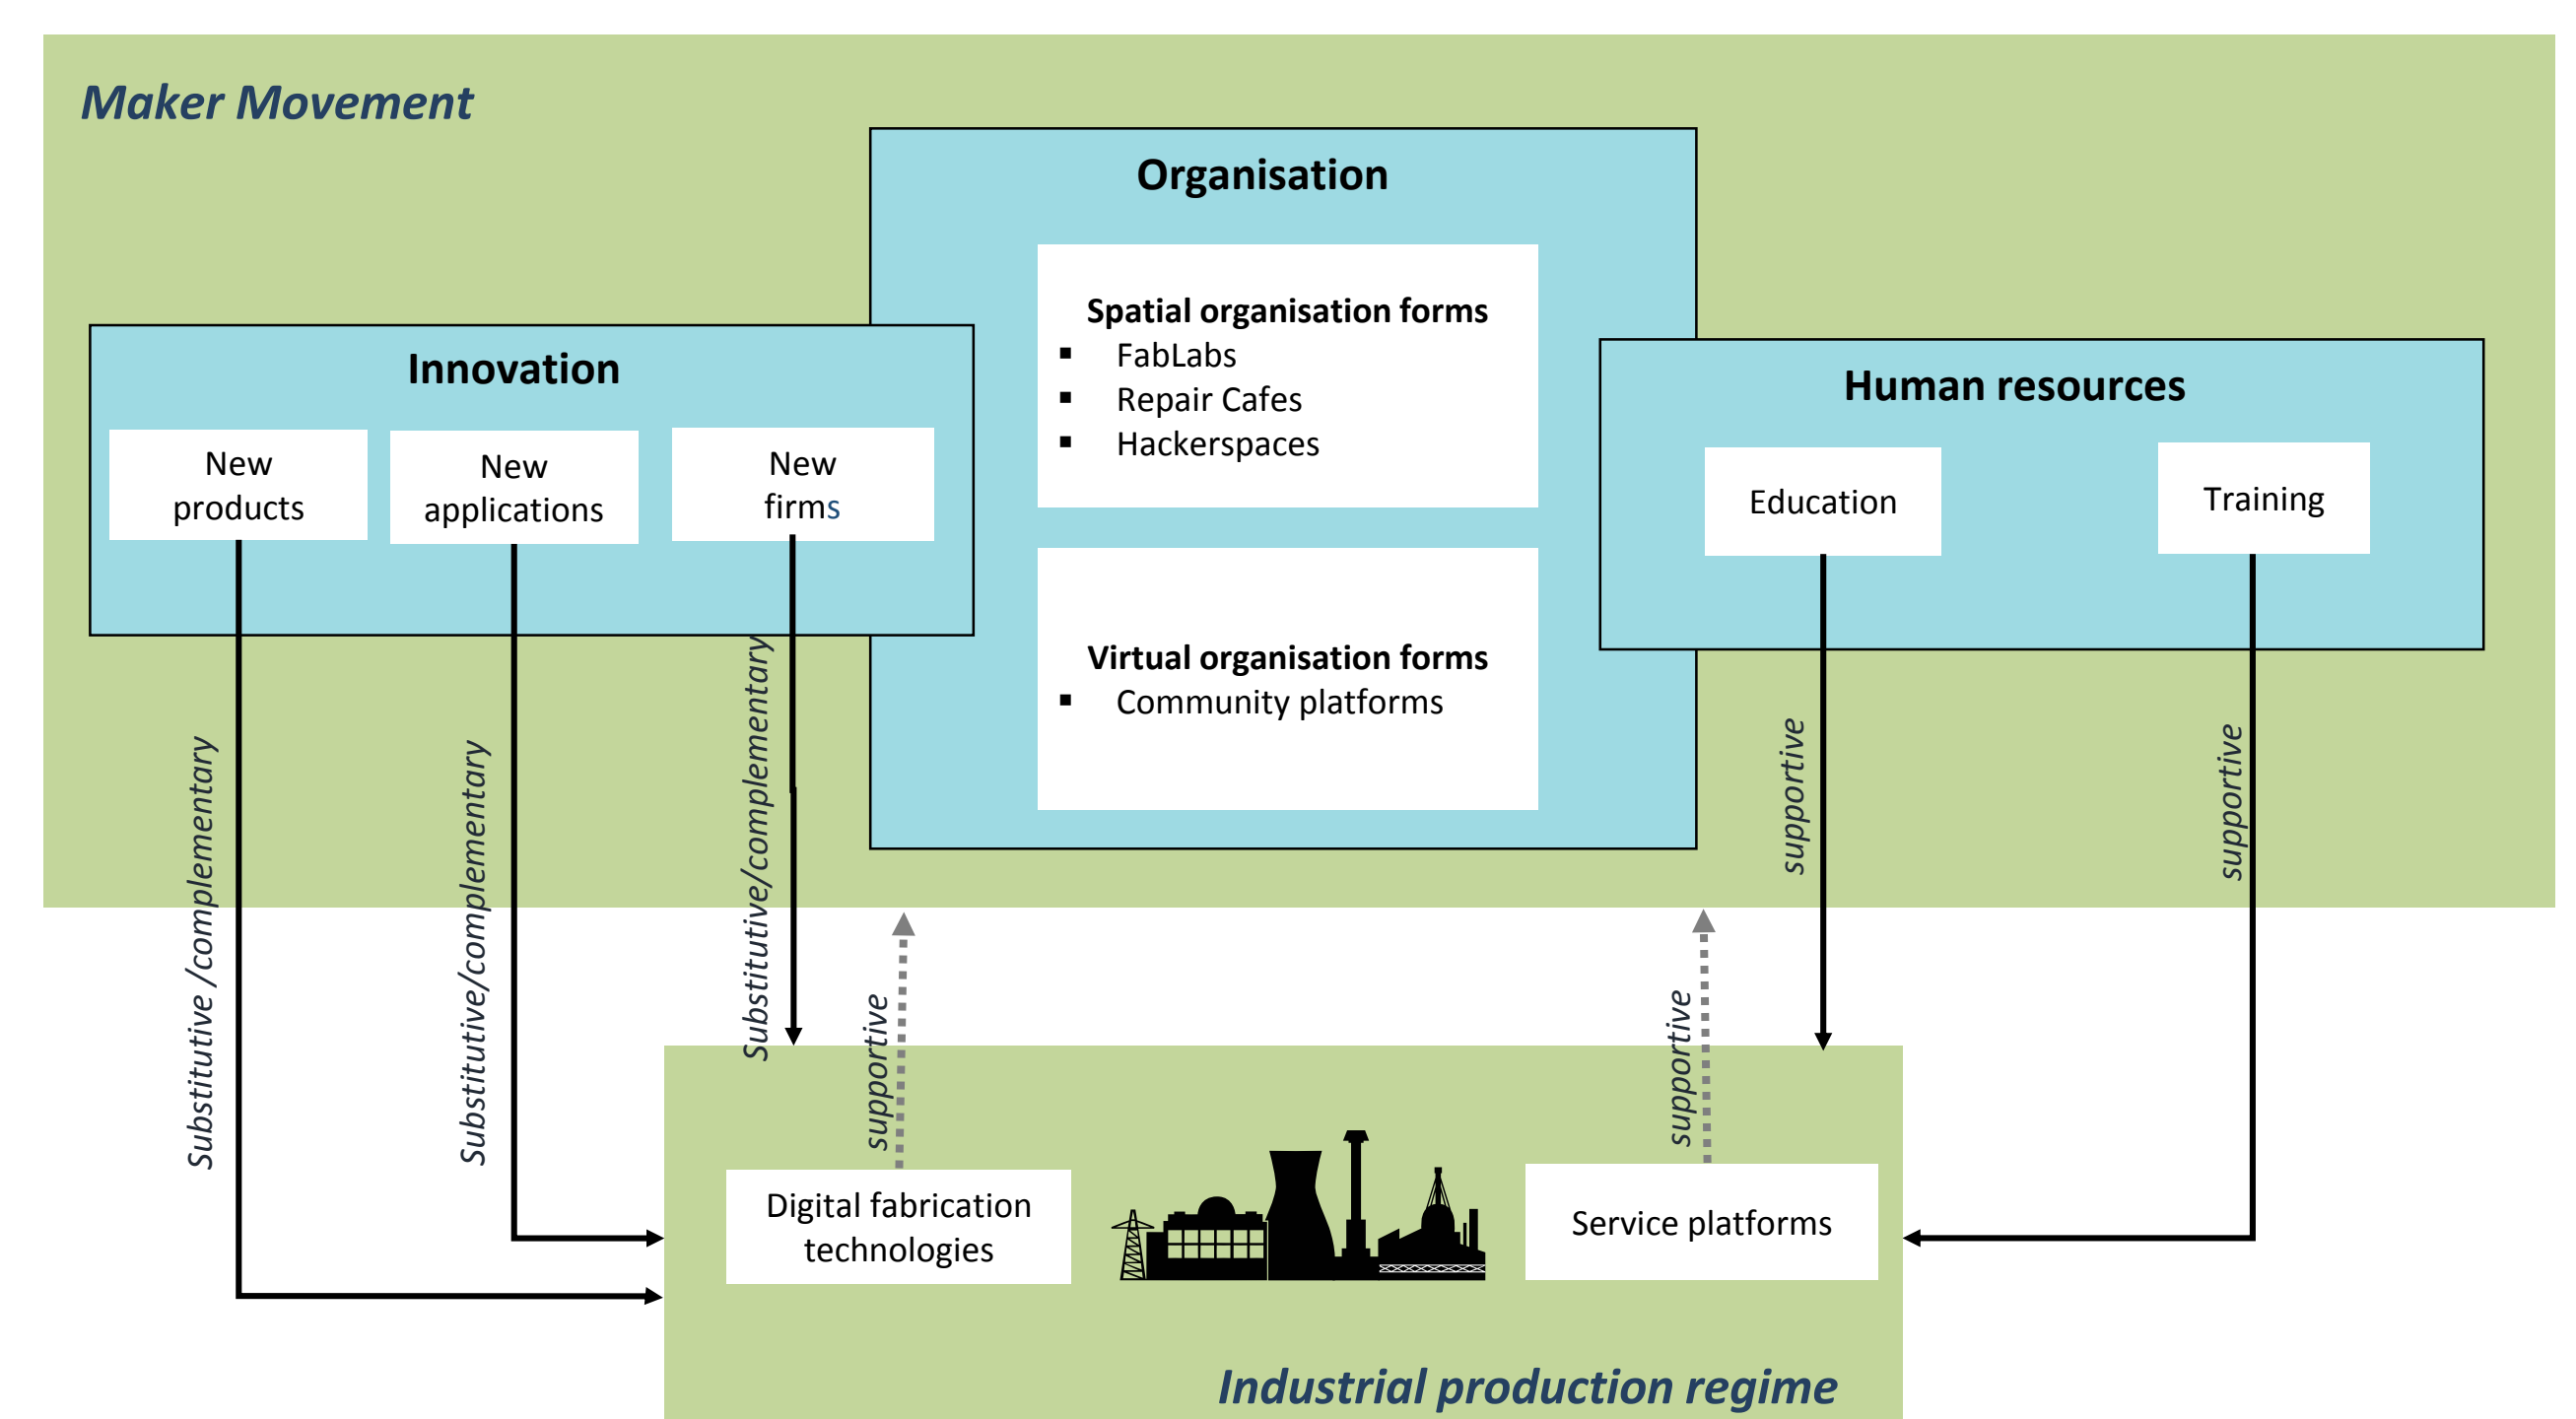 Maker Movement
Organisation
Spatial organisation forms
▪ FabLabs
▪ Repair Cafes
▪ Hackerspaces
Virtual organisation forms
▪ Community platforms
Innovation
New
products
New
applications
New
firms
Human resources
Education
Training
Substitutive /complementary
Substitutive/complementary
Substitutive/complementary
supportive
supportive
supportive
supportive
Digital fabrication
technologies
Service platforms
Industrial production regime